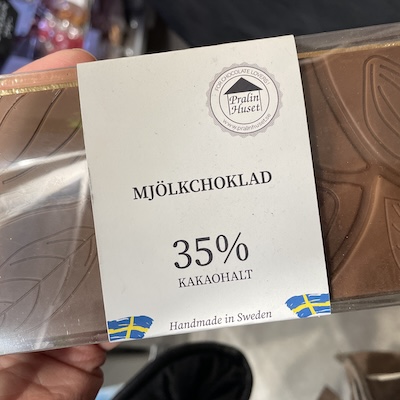 FOR CHOCOLATE LOVERS
Pralin
Huset
www.pralinhuset.se
MJÖLKCHOKLAD
35%
KAKAOHALT
Handmade in Sweden